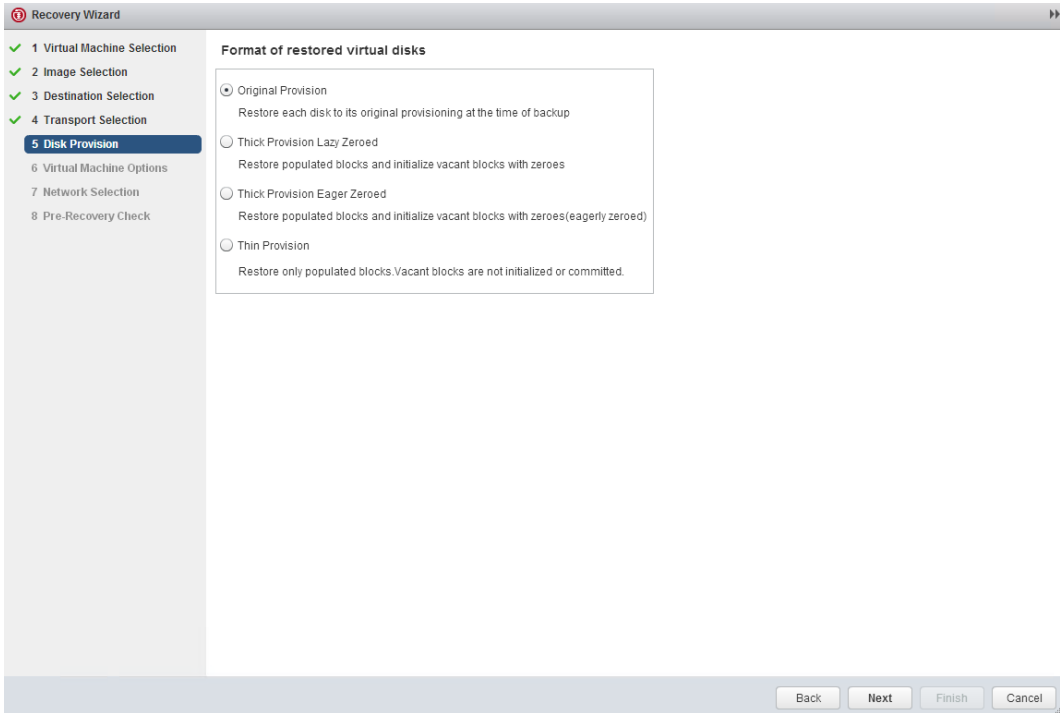 Recovery Wizard
1 Virtual Machine Selection
2 Image Selection
3 Destination Selection
4 Transport Selection
5 Disk Provision
6 Virtual Machine Options
7 Network Selection
8 Pre-Recovery Check
Format of restored virtual disks
Original Provision
Restore each disk to its original provisioning at the time of backup
Thick Provision Lazy Zeroed
Restore populated blocks and initialize vacant blocks with zeroes
Thick Provision Eager Zeroed
Restore populated blocks and initialize vacant blocks with zeroes(eagerly zeroed)
Thin Provision
Restore only populated blocks.Vacant blocks are not initialized or committed.
Back Next Finish Cancel